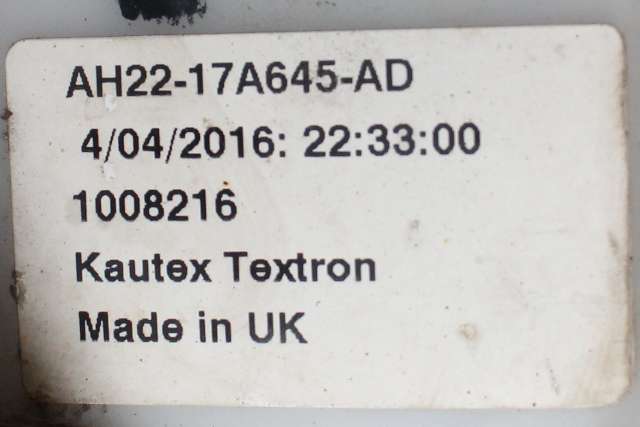 AH22-17A645-AD
4/04/2016: 22:33:00
1008216
Kautex Textron
Made in UK